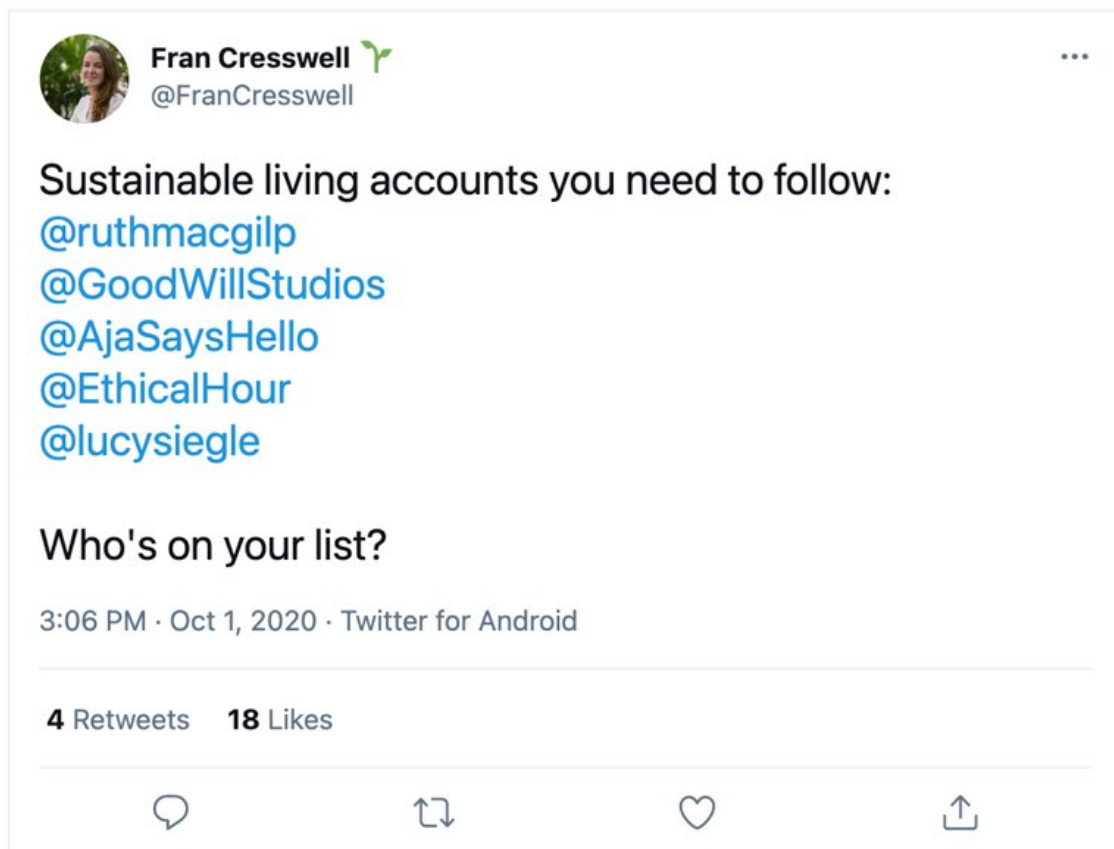 Fran Cresswell
@FranCresswell
Sustainable living accounts you need to follow:
@ruthmacgilp
@GoodWillStudios
@AjaSaysHello
@EthicalHour
@lucysiegle
Who's on your list?
3:06 PM · Oct 1, 2020 · Twitter for Android
4 Retweets 18 Likes